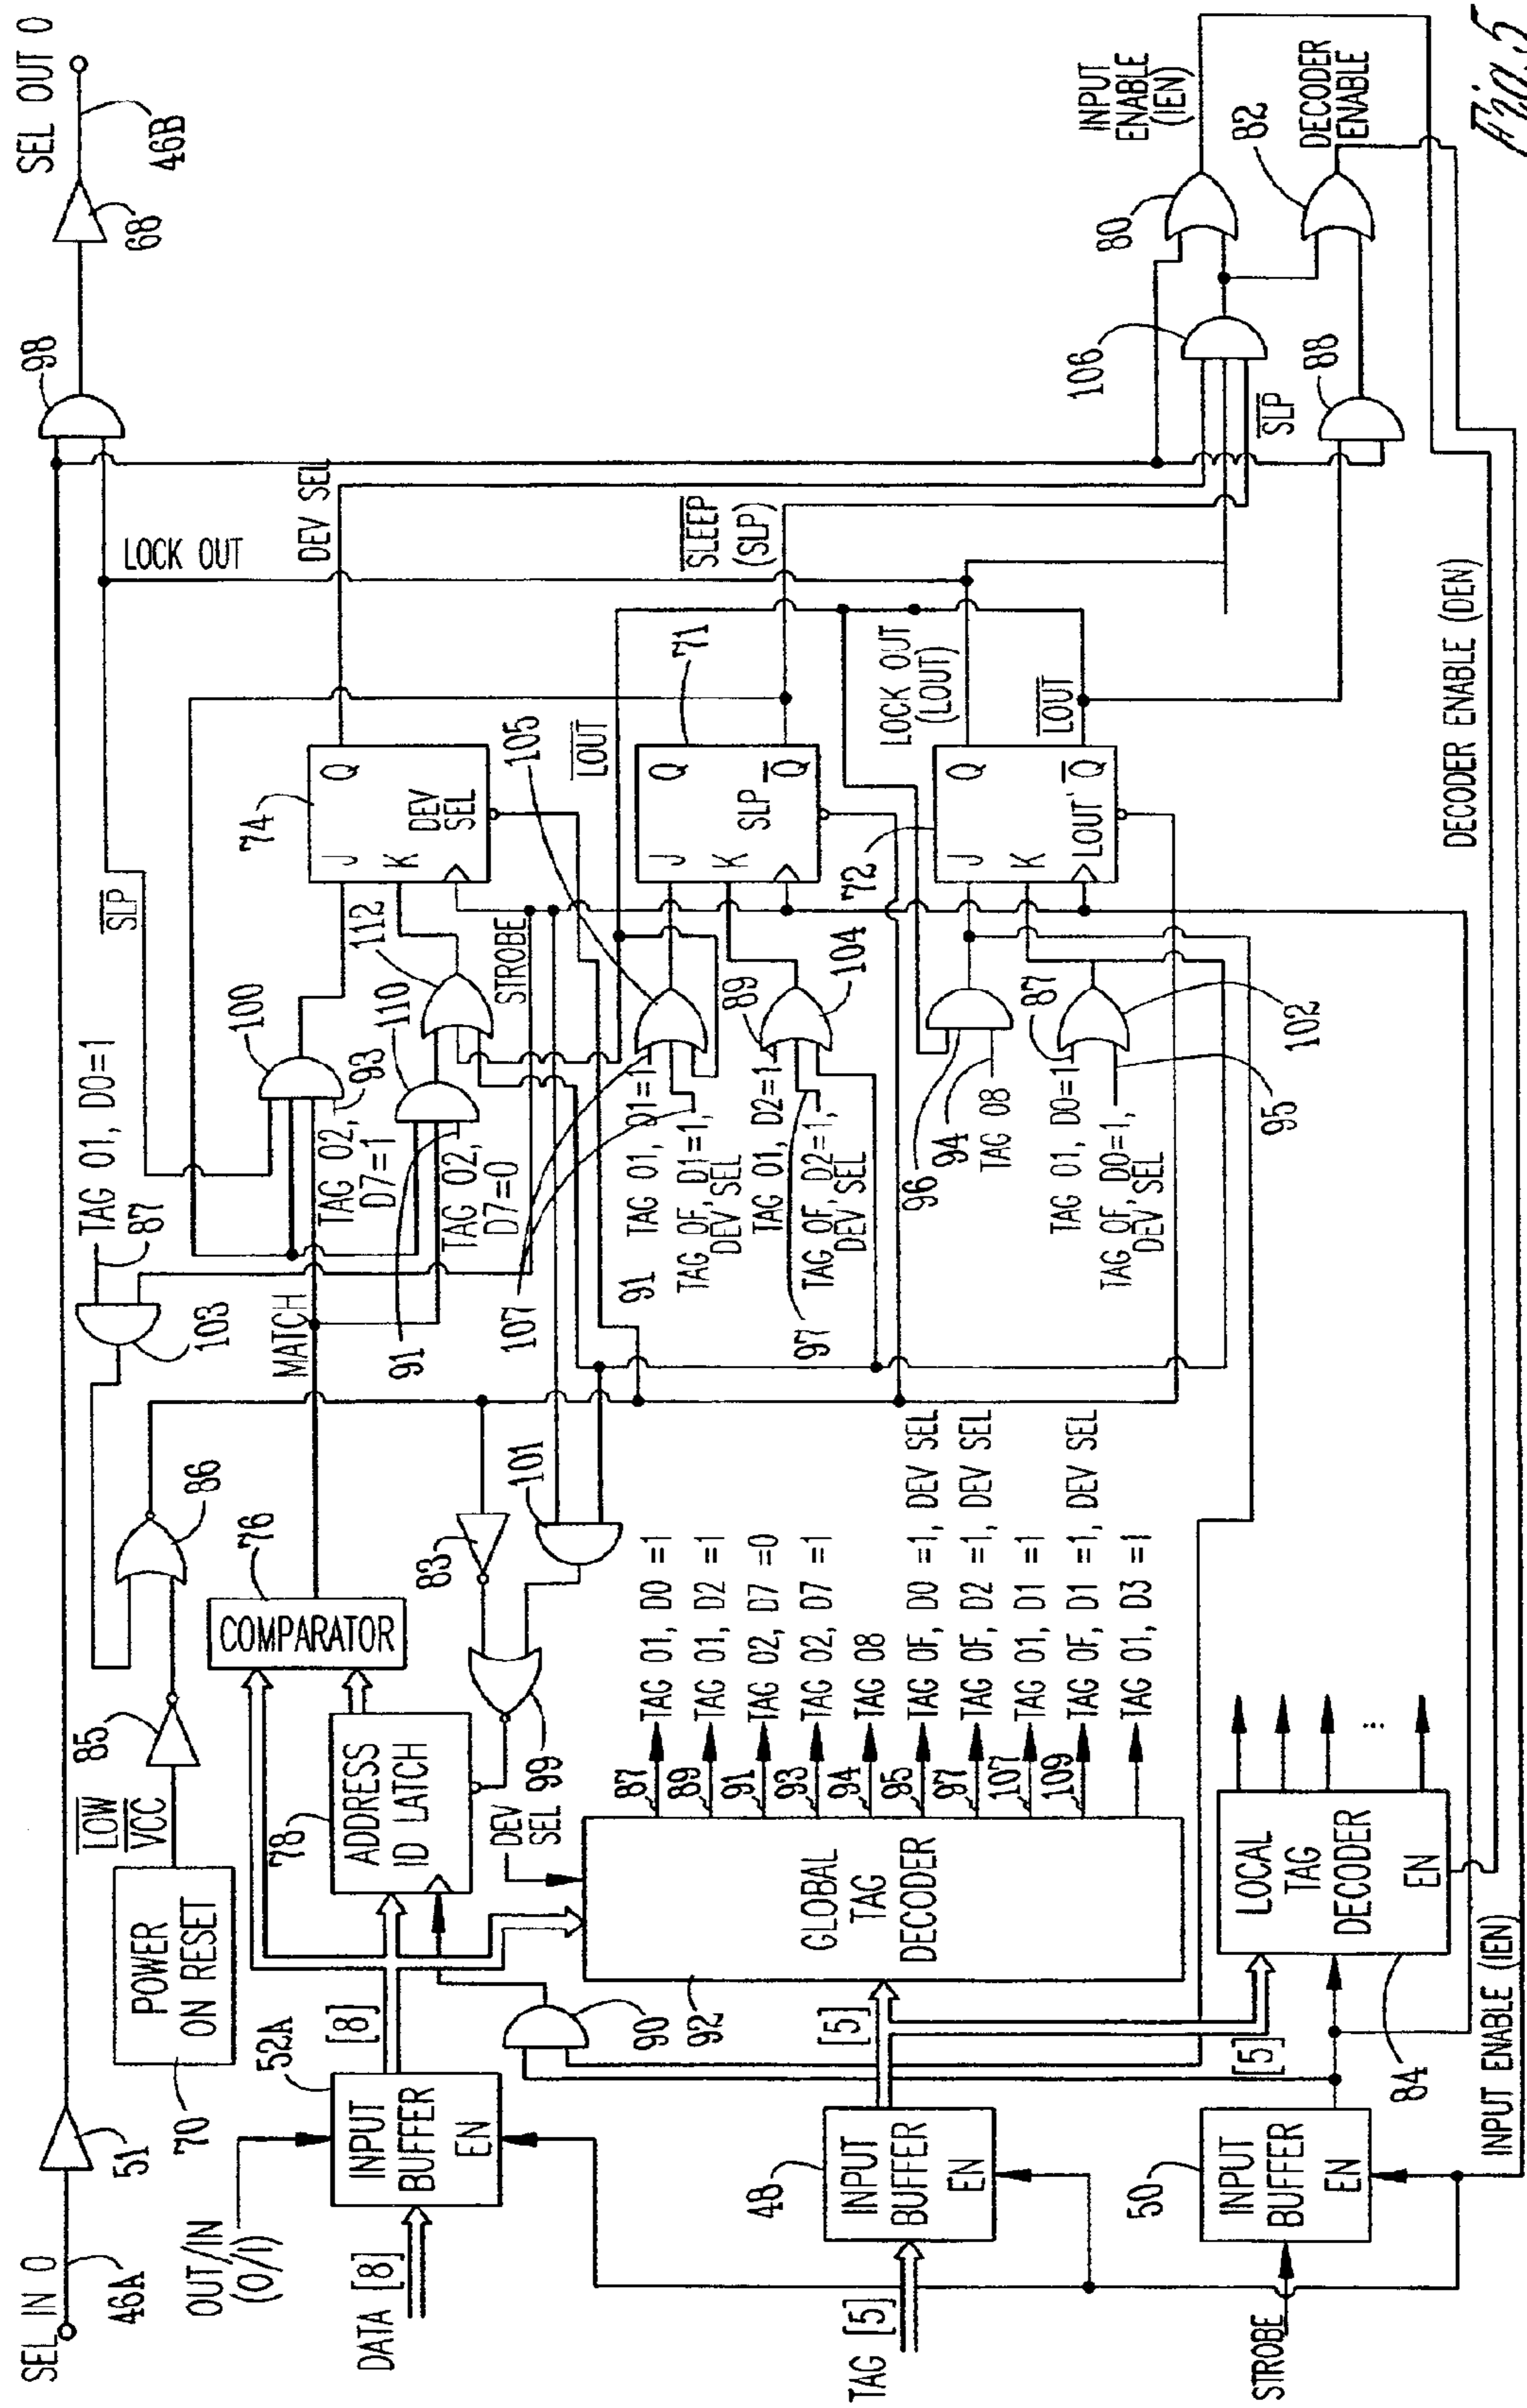 SEL IN 0
46A
51
SEL OUT 0
46B
68
98
LOCK OUT
SLP
TAG 01, D0=1
87
103
OUT/IN
(0/1)
DATA [8]
INPUT
BUFFER
EN
52A
[8]
70
POWER
ON RESET
LOW
VCC
85
86
76
COMPARATOR
MATCH
78
ADDRESS
ID LATCH
99
83
101
DEV
SEL
90
100
93
TAG 02,
D7=1
110
112
91
TAG 02,
D7=0
74
J
K
Q
DEV
SEL
DEV SEL
STROBE
LOUT
105
107
91
TAG 01, D1=1
TAG 0F, D1=1,
DEV SEL
89
TAG 01, D2=1
TAG 0F, D2=1,
DEV SEL
97
104
71
J
K
Q
SLP
Q
SLEEP
(SLP)
96
94
TAG 08
87
TAG 01, D0=1
TAG 0F, D0=1,
DEV SEL
95
102
72
J
K
Q
LOUT'
Q
LOCK OUT
(LOUT)
LOUT
106
SLP
88
80
INPUT
ENABLE
(IEN)
82
DECODER
ENABLE
TAG [5]
48
INPUT
BUFFER
EN
[5]
[5]
92
GLOBAL
TAG
DECODER
87 TAG 01, D0 =1
89 TAG 01, D2 =1
91 TAG 02, D7 =0
93 TAG 02, D7 =1
94 TAG 08
95 TAG 0F, D0 =1, DEV SEL
97 TAG 0F, D2 =1, DEV SEL
107 TAG 01, D1 =1
109 TAG 0F, D1 =1, DEV SEL
TAG 01, D3 =1
STROBE
50
INPUT
BUFFER
EN
84
LOCAL
TAG
DECODER
EN
...
INPUT ENABLE (IEN)
DECODER ENABLE (DEN)
Fig. 5